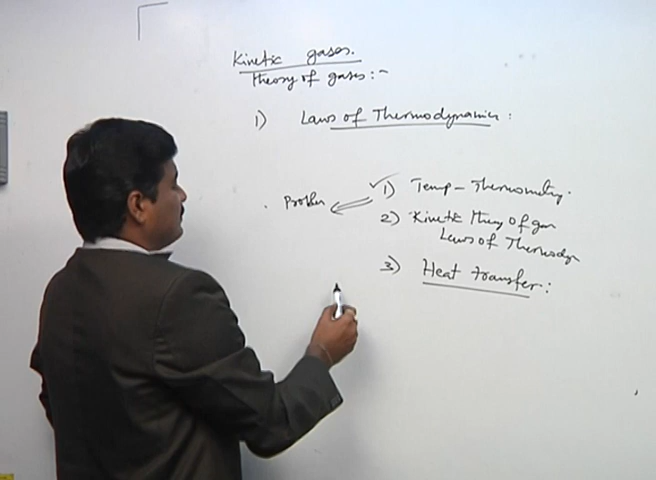 Kinetic gases.
theory of gases :-
1) Laws of Thermodynamics :
1) Temp - Thermometry.
2) Kinetic theory of gas
Laws of Thermodyn
3) Heat transfer :